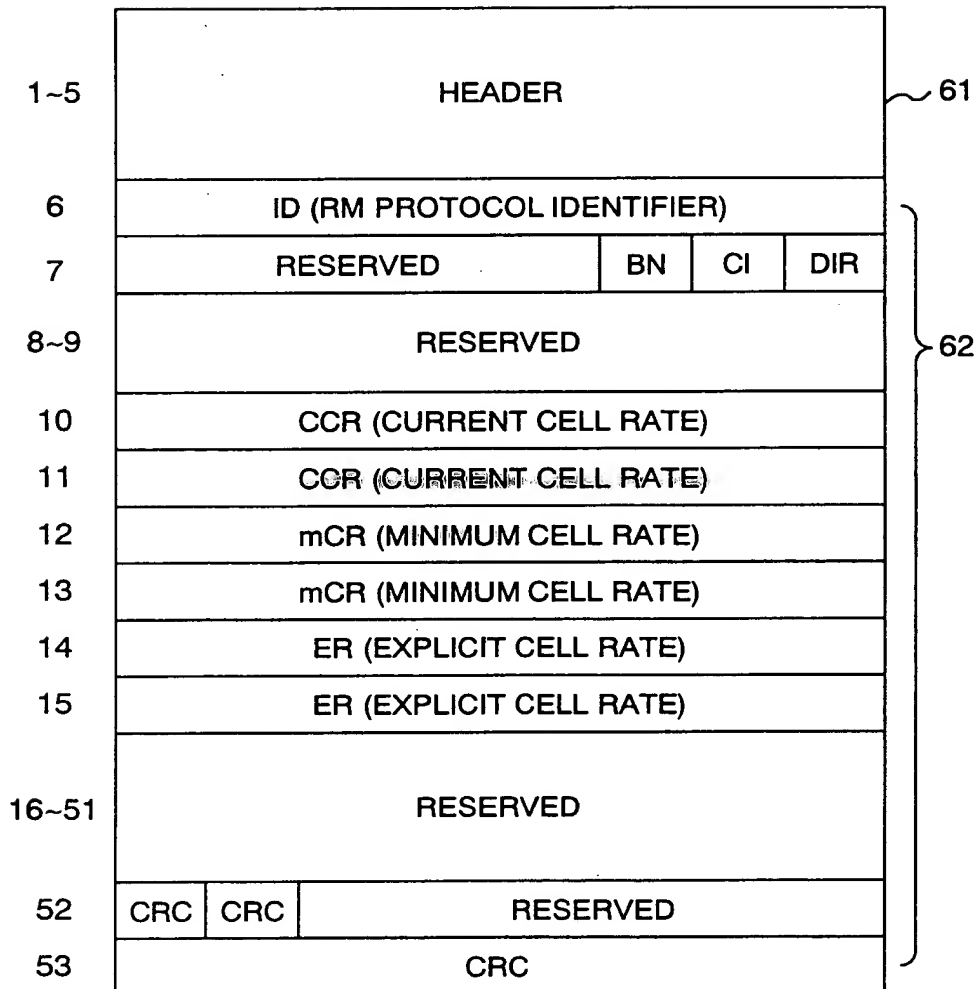 1~5 HEADER 61
6 ID (RM PROTOCOL IDENTIFIER)
7 RESERVED BN CI DIR
8~9 RESERVED 62
10 CCR (CURRENT CELL RATE)
11 CCR (CURRENT CELL RATE)
12 mCR (MINIMUM CELL RATE)
13 mCR (MINIMUM CELL RATE)
14 ER (EXPLICIT CELL RATE)
15 ER (EXPLICIT CELL RATE)
16~51 RESERVED
52 CRC CRC RESERVED
53 CRC